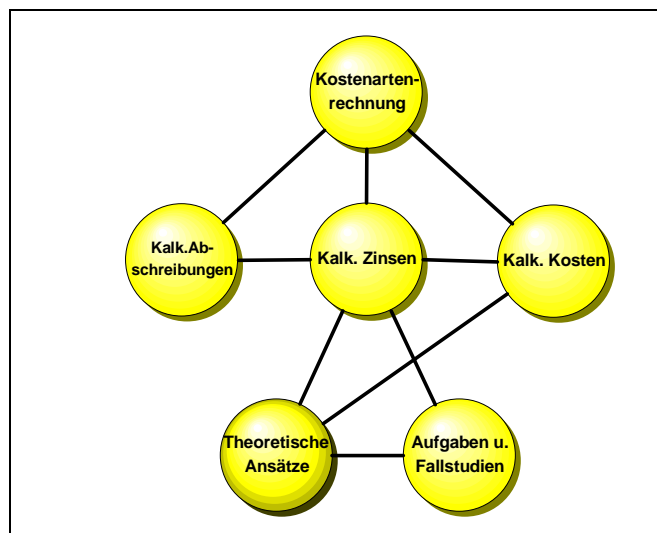 Kostenarten-
rechnung
Kalk.Ab-
schreibungen
Kalk. Zinsen
Kalk. Kosten
Theoretische
Ansätze
Aufgaben u.
Fallstudien